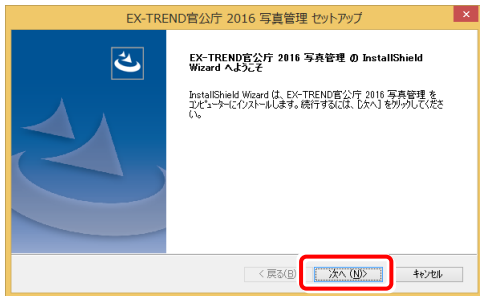 EX-TREND官公庁 2016 写真管理 セットアップ
EX-TREND官公庁 2016 写真管理 の InstallShield
Wizard へようこそ
InstallShield Wizard は、EX-TREND官公庁 2016 写真管理 を
コンピューターにインストールします。続行するには、[次へ] をクリックしてくださ
い。
< 戻る(B)
次へ (N)>
キャンセル